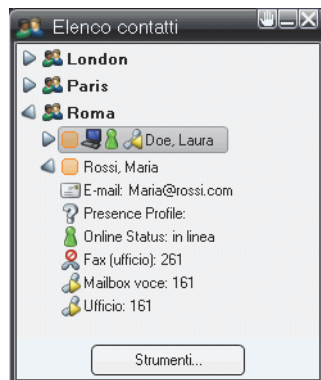 Elenco contatti
London
Paris
Roma
Doe, Laura
Rossi, Maria
E-mail: Maria@rossi.com
Presence Profile:
Online Status: in linea
Fax (ufficio): 261
Mailbox voce: 161
Ufficio: 161
Strumenti...